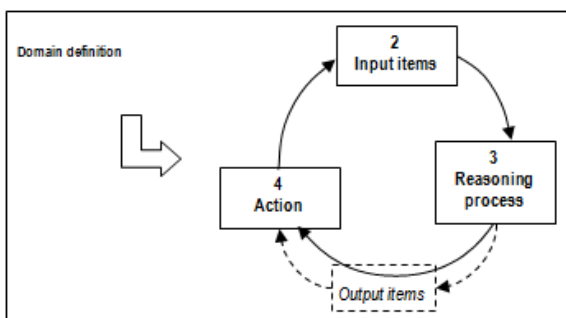 Domain definition
2
Input items
3
Reasoning
process
4
Action
Output items